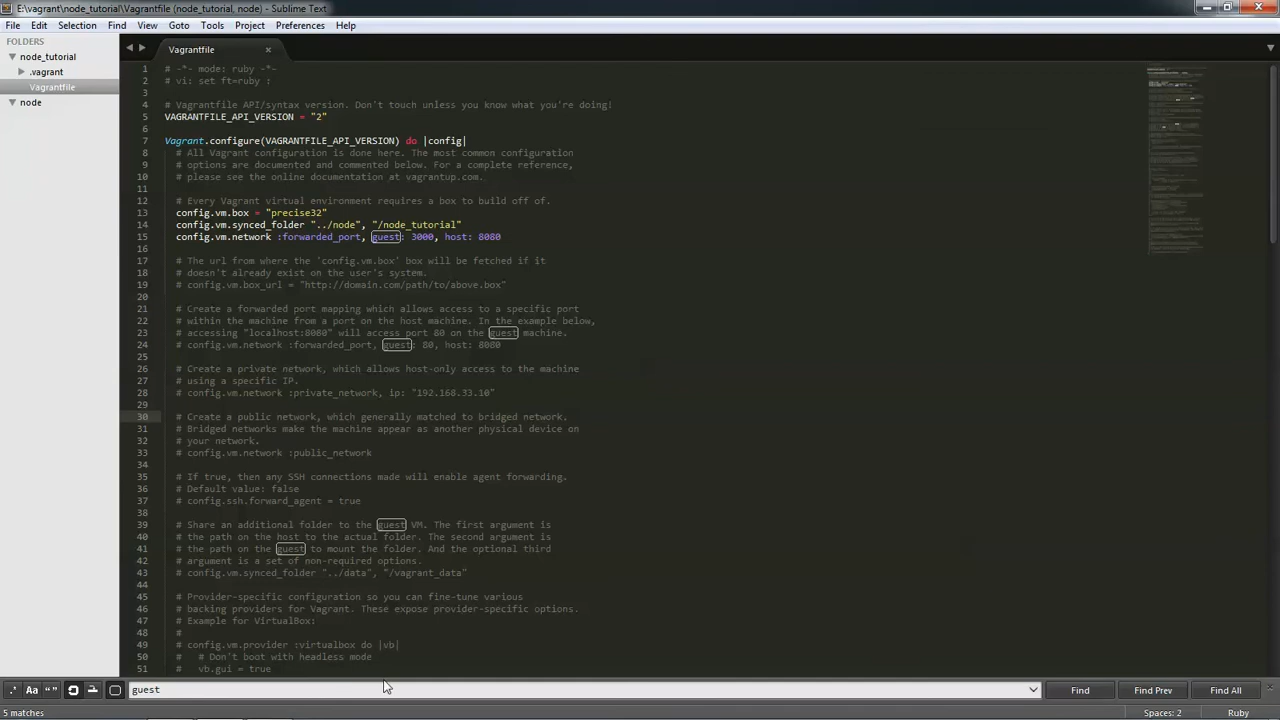 E:\vagrant\node_tutorial\Vagrantfile (node_tutorial, node) - Sublime Text
File Edit Selection Find View Goto Tools Project Preferences Help
FOLDERS
node_tutorial
.vagrant
Vagrantfile
node
Vagrantfile
1 # -*- mode: ruby -*-
2 # vi: set ft=ruby :
3
4 # Vagrantfile API/syntax version. Don't touch unless you know what you're doing!
5 VAGRANTFILE_API_VERSION = "2"
6
7 Vagrant.configure(VAGRANTFILE_API_VERSION) do |config|
8 # All Vagrant configuration is done here. The most common configuration
9 # options are documented and commented below. For a complete reference,
10 # please see the online documentation at vagrantup.com.
11
12 # Every Vagrant virtual environment requires a box to build off of.
13 config.vm.box = "precise32"
14 config.vm.synced_folder "../node", "/node_tutorial"
15 config.vm.network :forwarded_port, guest: 3000, host: 8080
16
17 # The url from where the 'config.vm.box' box will be fetched if it
18 # doesn't already exist on the user's system.
19 # config.vm.box_url = "http://domain.com/path/to/above.box"
20
21 # Create a forwarded port mapping which allows access to a specific port
22 # within the machine from a port on the host machine. In the example below,
23 # accessing "localhost:8080" will access port 80 on the guest machine.
24 # config.vm.network :forwarded_port, guest: 80, host: 8080
25
26 # Create a private network, which allows host-only access to the machine
27 # using a specific IP.
28 # config.vm.network :private_network, ip: "192.168.33.10"
29
30 # Create a public network, which generally matched to bridged network.
31 # Bridged networks make the machine appear as another physical device on
32 # your network.
33 # config.vm.network :public_network
34
35 # If true, then any SSH connections made will enable agent forwarding.
36 # Default value: false
37 # config.ssh.forward_agent = true
38
39 # Share an additional folder to the guest VM. The first argument is
40 # the path on the host to the actual folder. The second argument is
41 # the path on the guest to mount the folder. And the optional third
42 # argument is a set of non-required options.
43 # config.vm.synced_folder "../data", "/vagrant_data"
44
45 # Provider-specific configuration so you can fine-tune various
46 # backing providers for Vagrant. These expose provider-specific options.
47 # Example for VirtualBox:
48 #
49 # config.vm.provider :virtualbox do |vb|
50 # # Don't boot with headless mode
51 # vb.gui = true
.* Aa “” guest Find Find Prev Find All
5 matches Spaces: 2 Ruby